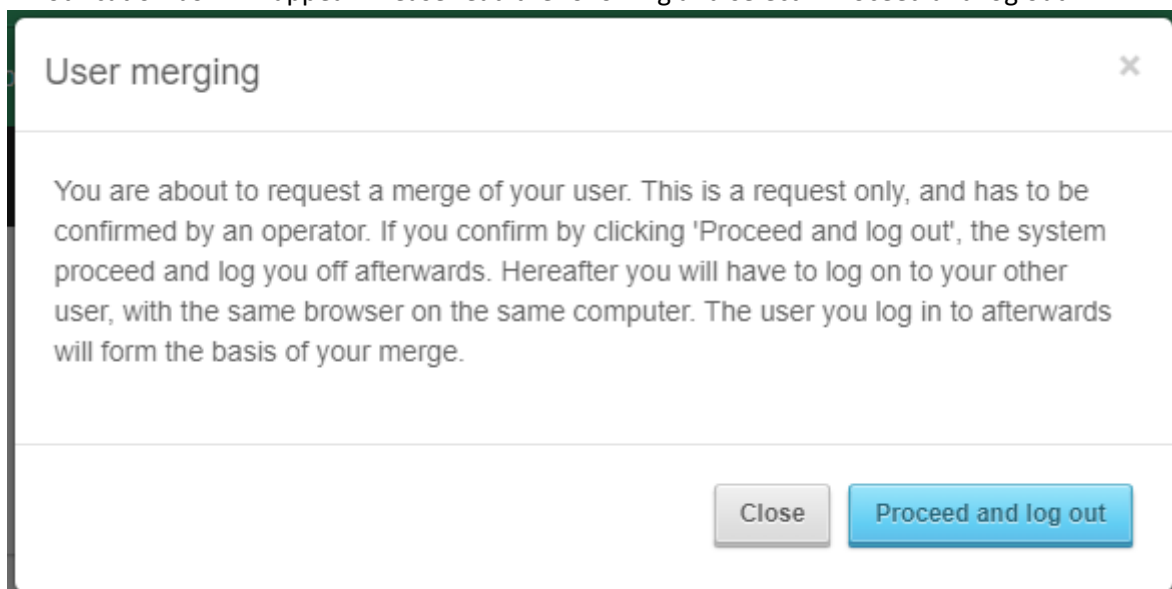 User merging
×
You are about to request a merge of your user. This is a request only, and has to be
confirmed by an operator. If you confirm by clicking 'Proceed and log out', the system
proceed and log you off afterwards. Hereafter you will have to log on to your other
user, with the same browser on the same computer. The user you log in to afterwards
will form the basis of your merge.
Close Proceed and log out